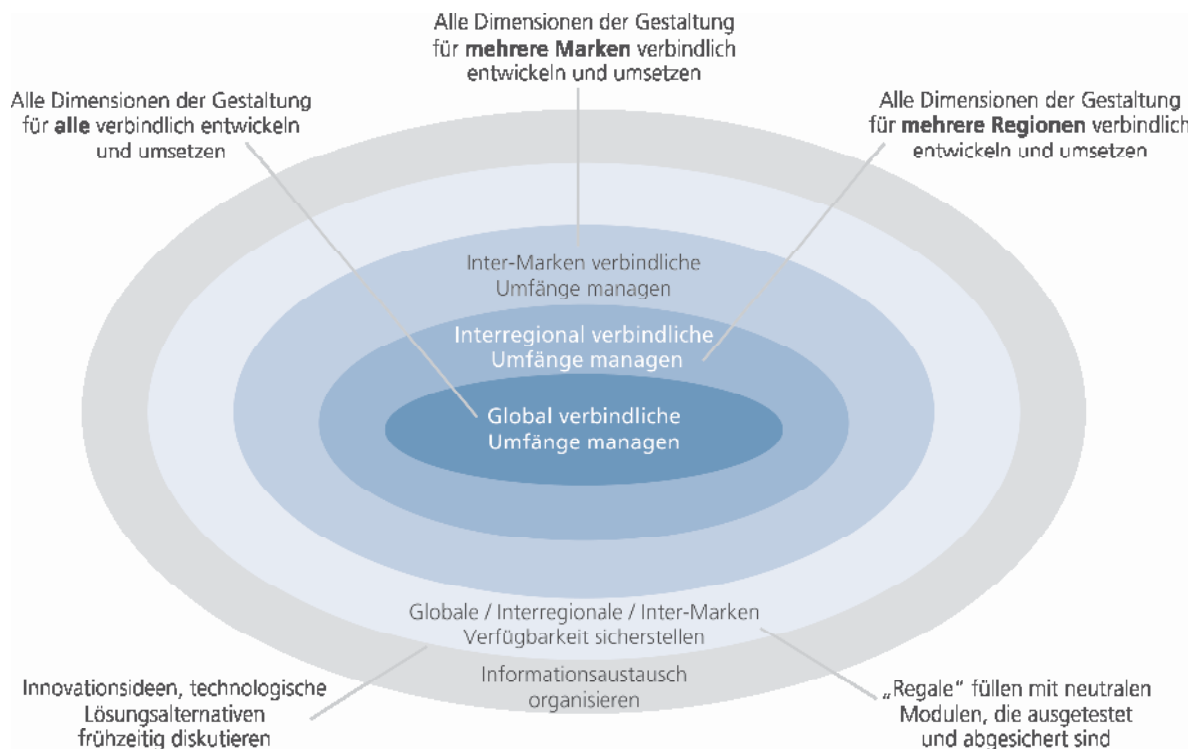 Alle Dimensionen der Gestaltung
für mehrere Marken verbindlich
entwickeln und umsetzen
Alle Dimensionen der Gestaltung
für alle verbindlich entwickeln
und umsetzen
Alle Dimensionen der Gestaltung
für mehrere Regionen verbindlich
entwickeln und umsetzen
Inter-Marken verbindliche
Umfänge managen
Interregional verbindliche
Umfänge managen
Global verbindliche
Umfänge managen
Globale / Interregionale / Inter-Marken
Verfügbarkeit sicherstellen
Informationsaustausch
organisieren
Innovationsideen, technologische
Lösungsalternativen
frühzeitig diskutieren
„Regale“ füllen mit neutralen
Modulen, die ausgetestet
und abgesichert sind